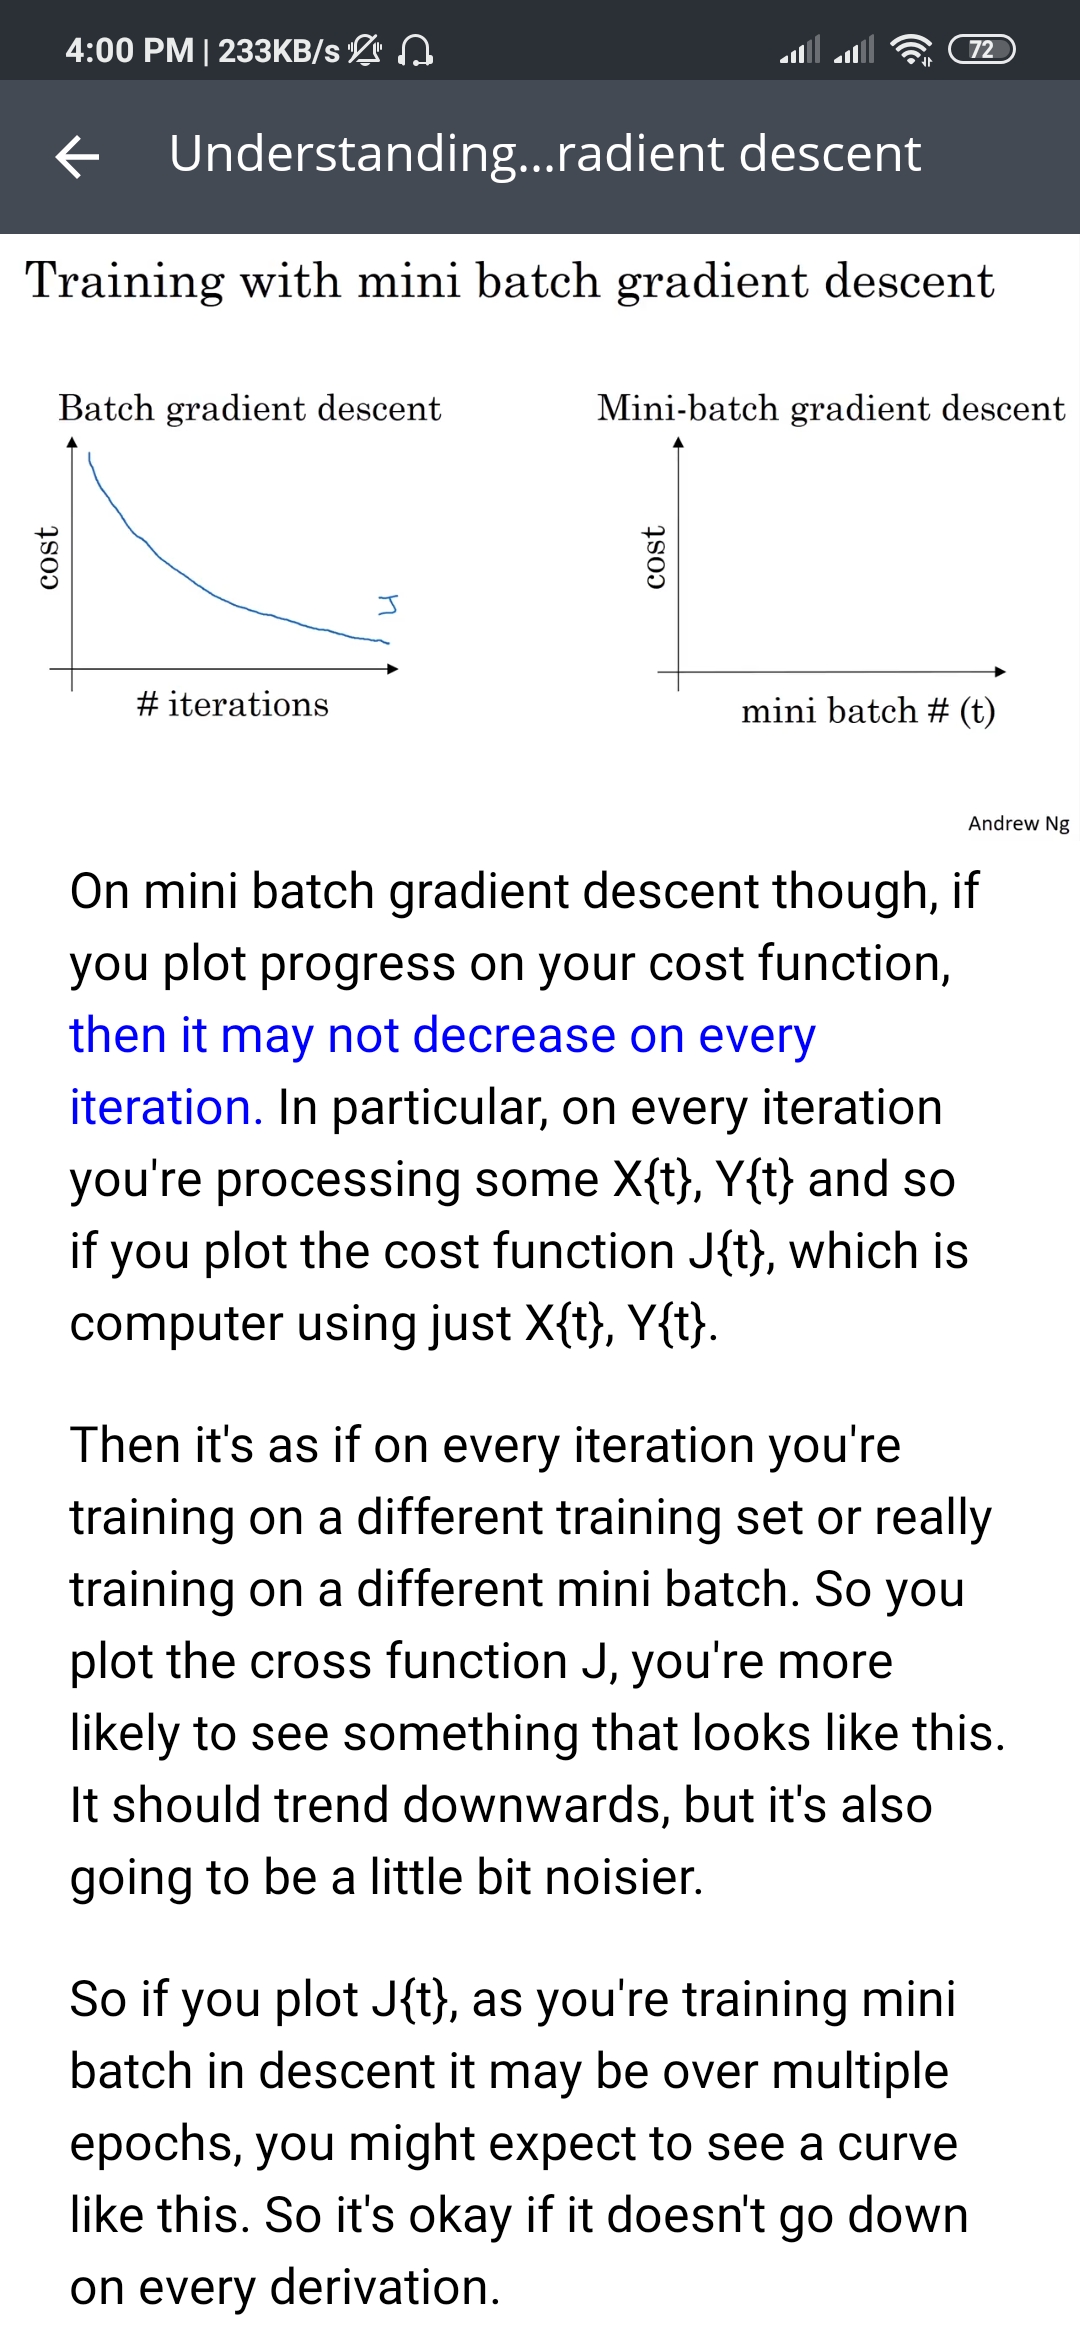 4:00 PM | 233KB/s
72
Understanding...radient descent
Training with mini batch gradient descent
Batch gradient descent
Mini-batch gradient descent
cost
J
# iterations
cost
mini batch # (t)
Andrew Ng
On mini batch gradient descent though, if
you plot progress on your cost function,
then it may not decrease on every
iteration. In particular, on every iteration
you're processing some X{t}, Y{t} and so
if you plot the cost function J{t}, which is
computer using just X{t}, Y{t}.
Then it's as if on every iteration you're
training on a different training set or really
training on a different mini batch. So you
plot the cross function J, you're more
likely to see something that looks like this.
It should trend downwards, but it's also
going to be a little bit noisier.
So if you plot J{t}, as you're training mini
batch in descent it may be over multiple
epochs, you might expect to see a curve
like this. So it's okay if it doesn't go down
on every derivation.